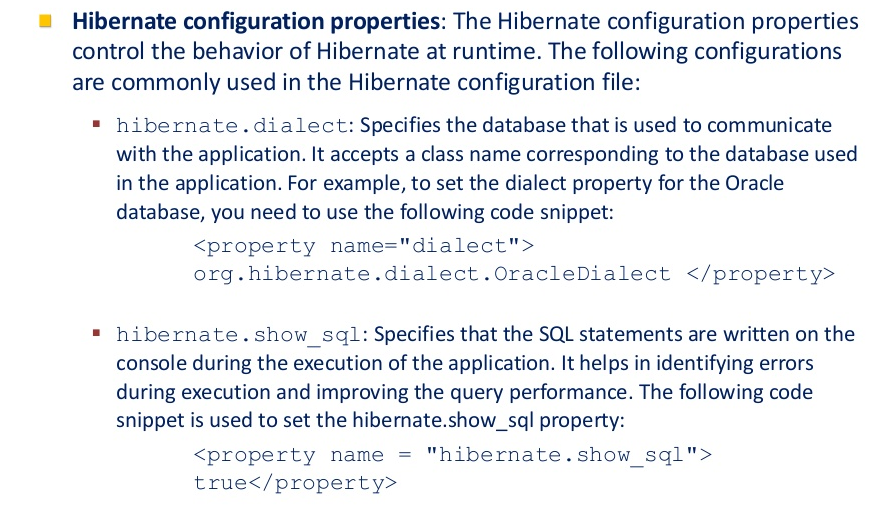 Hibernate configuration properties: The Hibernate configuration properties
control the behavior of Hibernate at runtime. The following configurations
are commonly used in the Hibernate configuration file:
hibernate.dialect: Specifies the database that is used to communicate
with the application. It accepts a class name corresponding to the database used
in the application. For example, to set the dialect property for the Oracle
database, you need to use the following code snippet:
<property name="dialect">
org.hibernate.dialect.OracleDialect </property>
hibernate.show_sql: Specifies that the SQL statements are written on the
console during the execution of the application. It helps in identifying errors
during execution and improving the query performance. The following code
snippet is used to set the hibernate.show_sql property:
<property name = "hibernate.show_sql">
true</property>